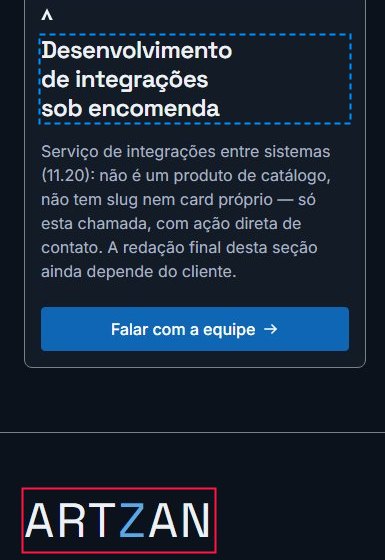 Desenvolvimento
de integrações
sob encomenda
Serviço de integrações entre sistemas
(11.20): não é um produto de catálogo,
não tem slug nem card próprio — só
esta chamada, com ação direta de
contato. A redação final desta seção
ainda depende do cliente.
Falar com a equipe →
ARTZAN